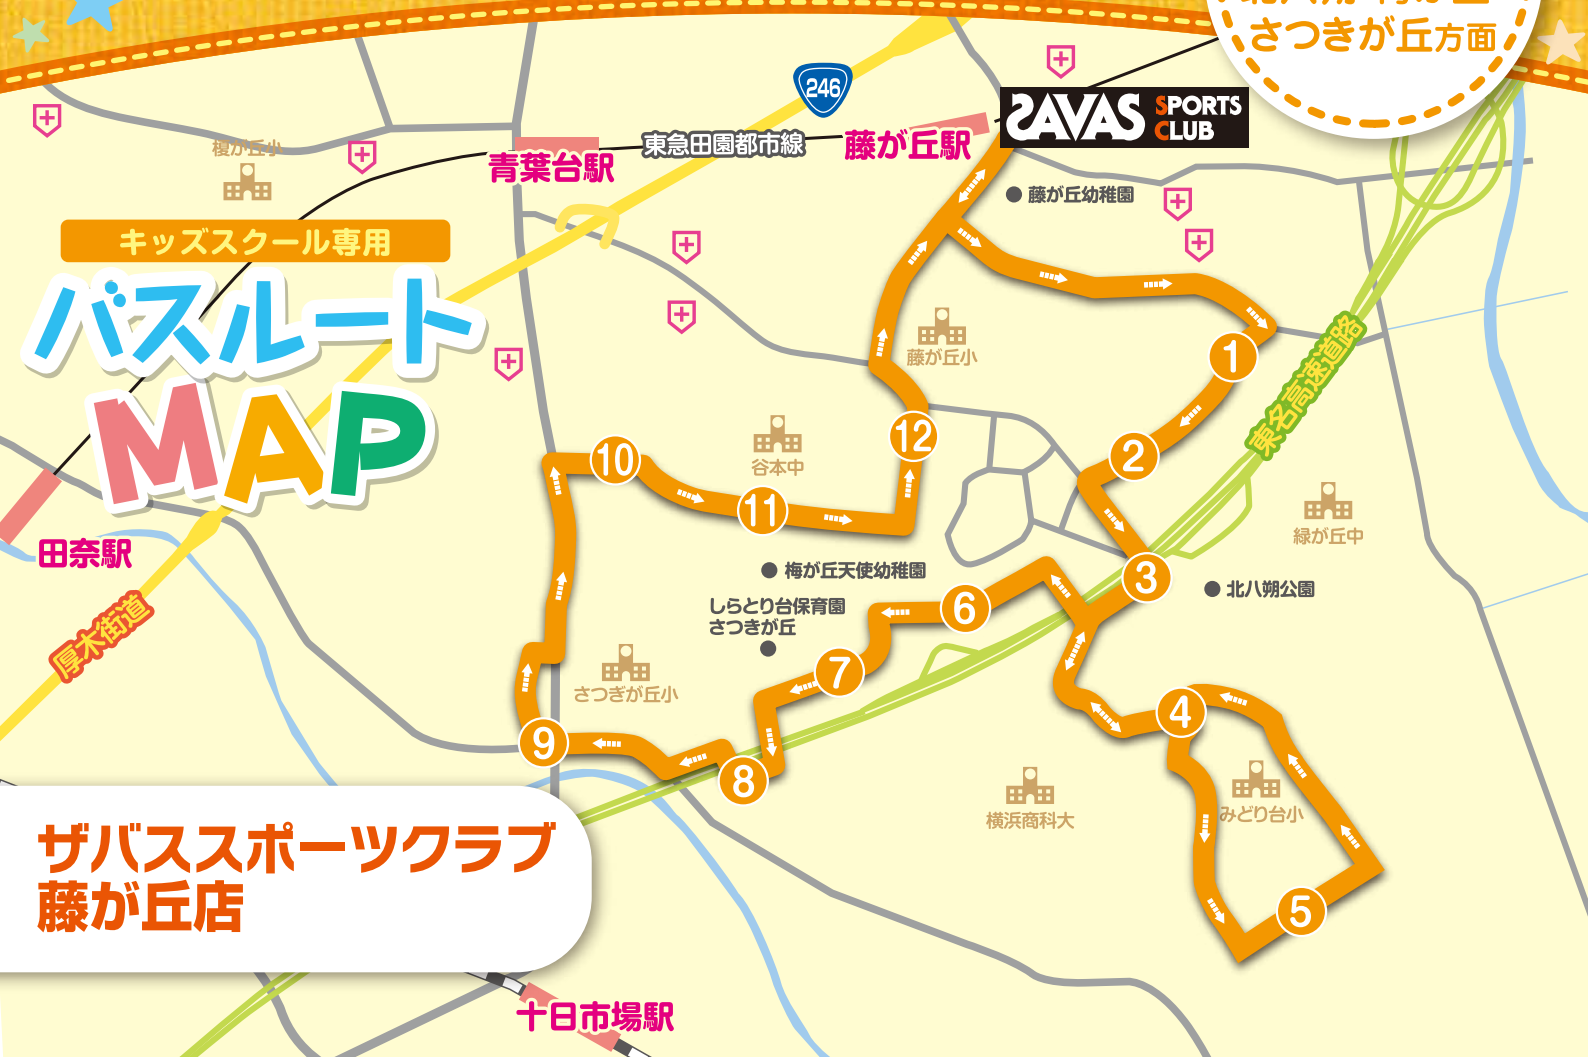 さつきが丘方面
246
SAVAS SPORTS CLUB
東急田園都市線
藤が丘駅
青葉台駅
榎が丘小
藤が丘幼稚園
キッズスクール専用
バスルート
MAP
藤が丘小
東名高速道路
1
2
12
10
谷本中
11
緑が丘中
田奈駅
梅が丘天使幼稚園
3
北八朔公園
しらとり台保育園
さつきが丘
6
厚木街道
7
さつきが丘小
4
9
8
横浜商科大
みどり台小
5
ザバススポーツクラブ
藤が丘店
十日市場駅